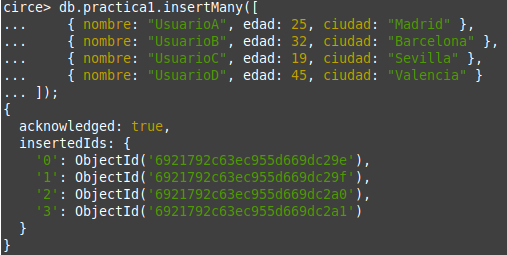 circe> db.practica1.insertMany([
...     { nombre: "UsuarioA", edad: 25, ciudad: "Madrid" },
...     { nombre: "UsuarioB", edad: 32, ciudad: "Barcelona" },
...     { nombre: "UsuarioC", edad: 19, ciudad: "Sevilla" },
...     { nombre: "UsuarioD", edad: 45, ciudad: "Valencia" }
... ]);
{
  acknowledged: true,
  insertedIds: {
    '0': ObjectId('6921792c63ec955d669dc29e'),
    '1': ObjectId('6921792c63ec955d669dc29f'),
    '2': ObjectId('6921792c63ec955d669dc2a0'),
    '3': ObjectId('6921792c63ec955d669dc2a1')
  }
}